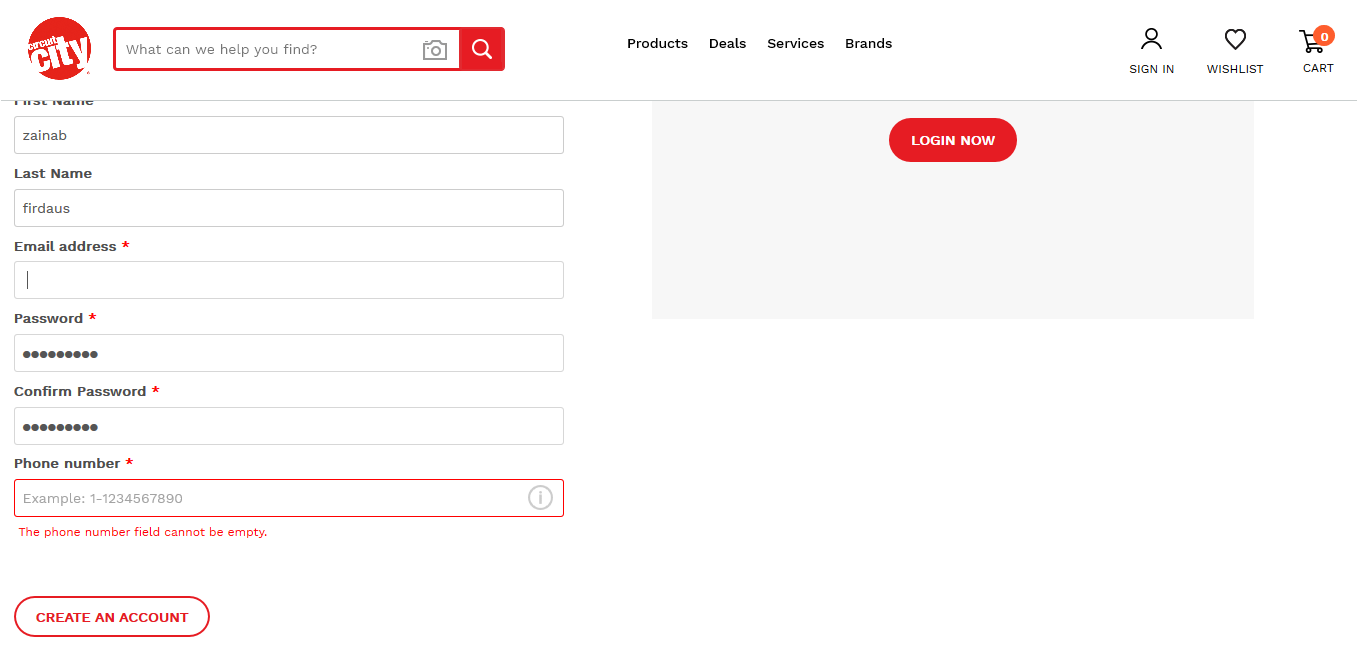 circuit
city
What can we help you find?
Products Deals Services Brands
SIGN IN
WISHLIST
0
CART
First Name
zainab
Last Name
firdaus
Email address *
Password *
●●●●●●●●●
Confirm Password *
●●●●●●●●●
Phone number *
Example: 1-1234567890
The phone number field cannot be empty.
CREATE AN ACCOUNT
LOGIN NOW